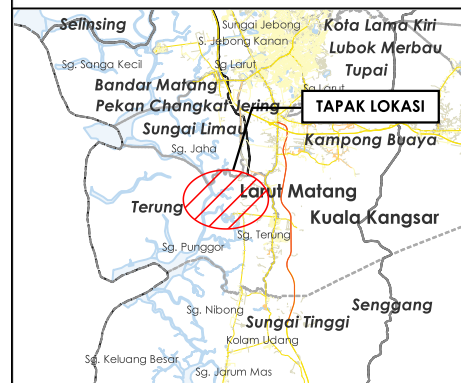 Selinsing
Sungai Jebong
Kota Lama Kiri
S. Jebong Kanan
Lubok Merbau
Sg. Sanga Kecil
Sg Larut
Tupai
Bandar Matang
Sg Larut
Pekan Changkat Jering
TAPAK LOKASI
Sungai Limau
Kampong Buaya
Sg. Jaha
Larut Matang
Terung
Kuala Kangsar
Sg. Terung
Sg. Punggor
Sg. Nibong
Senggang
Sungai Tinggi
Kolam Udang
Sg. Keluang Besar
Sg. Jarum Mas